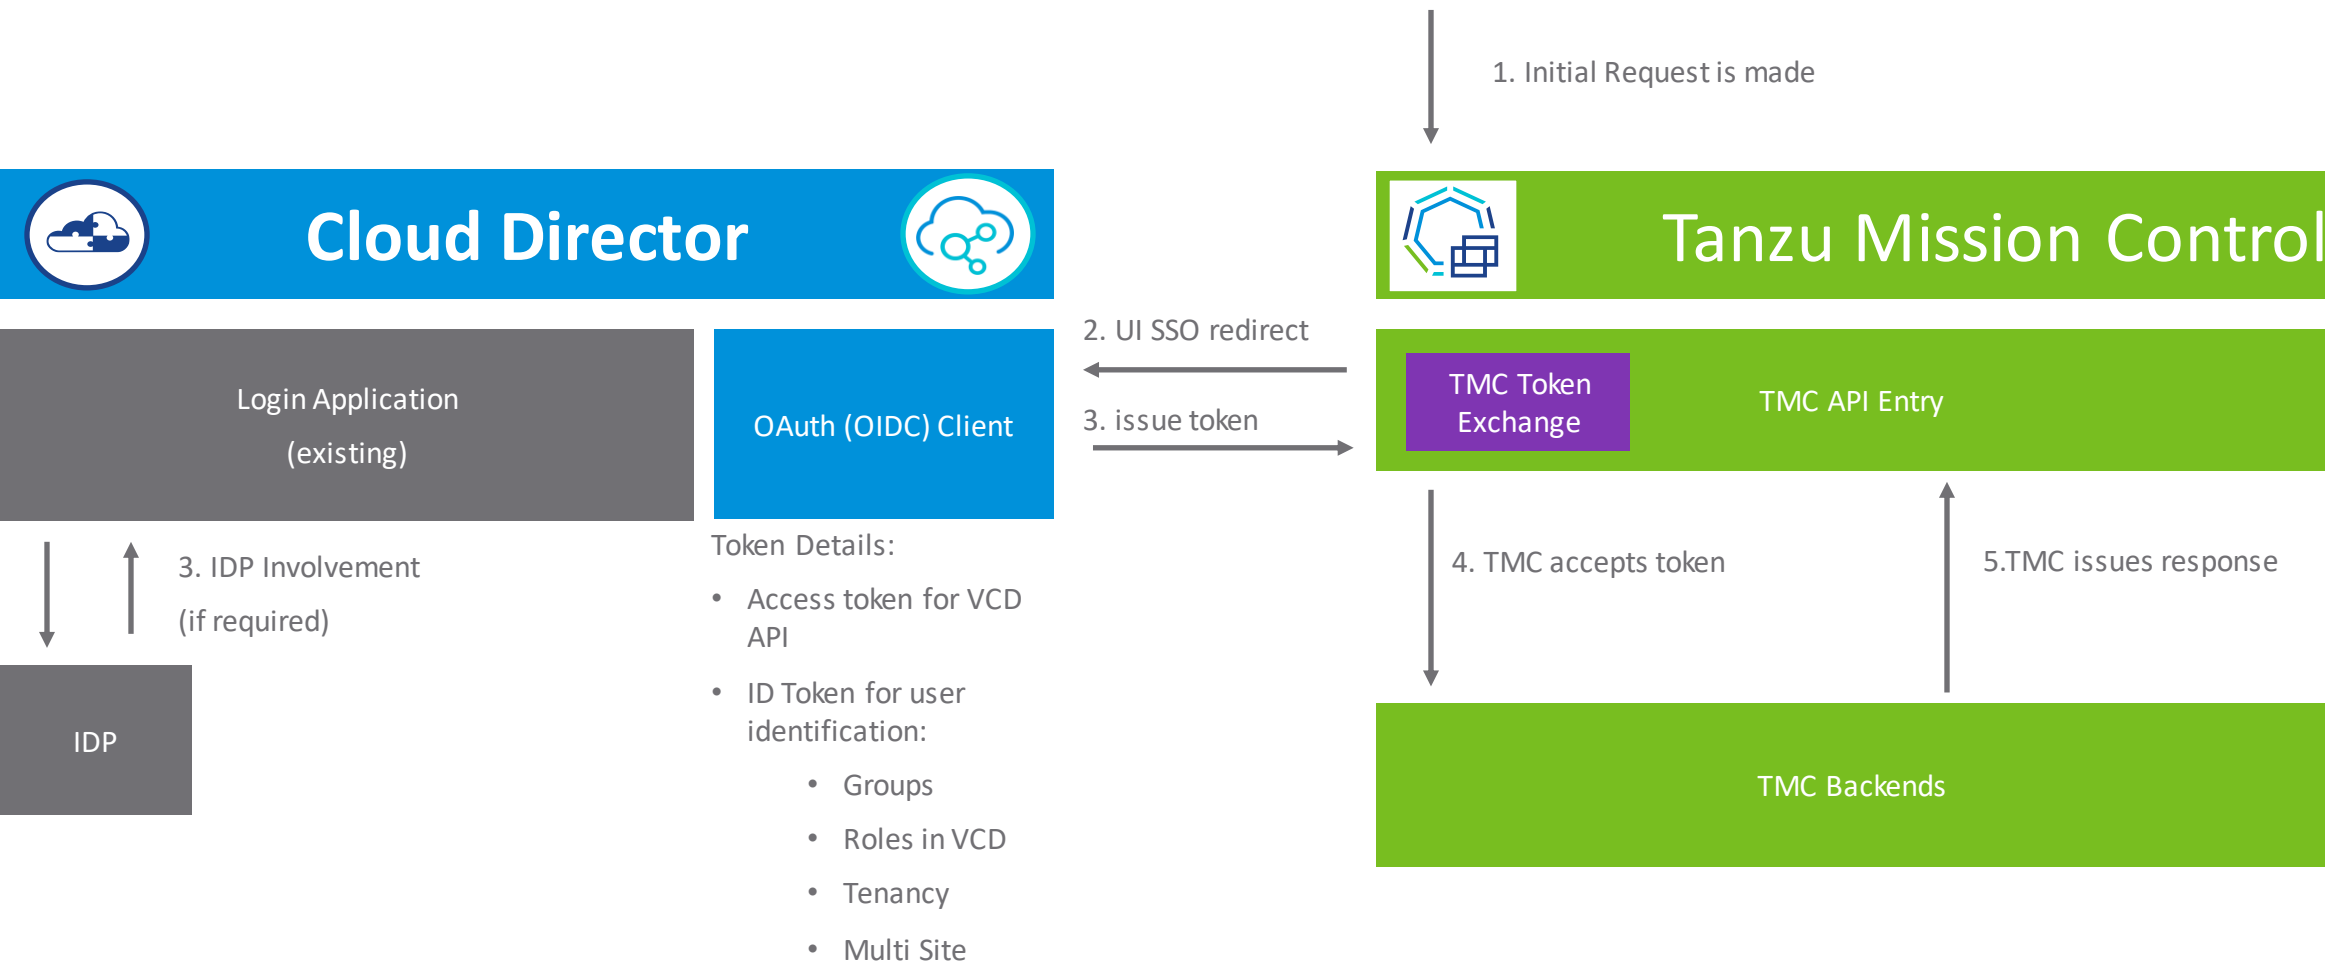 1. Initial Request is made
Cloud Director
Tanzu Mission Control
2. UI SSO redirect
3. issue token
Login Application
(existing)
OAuth (OIDC) Client
TMC Token
Exchange
TMC API Entry
3. IDP Involvement
(if required)
IDP
Token Details:
• Access token for VCD
API
• ID Token for user
identification:
• Groups
• Roles in VCD
• Tenancy
• Multi Site
4. TMC accepts token
5.TMC issues response
TMC Backends